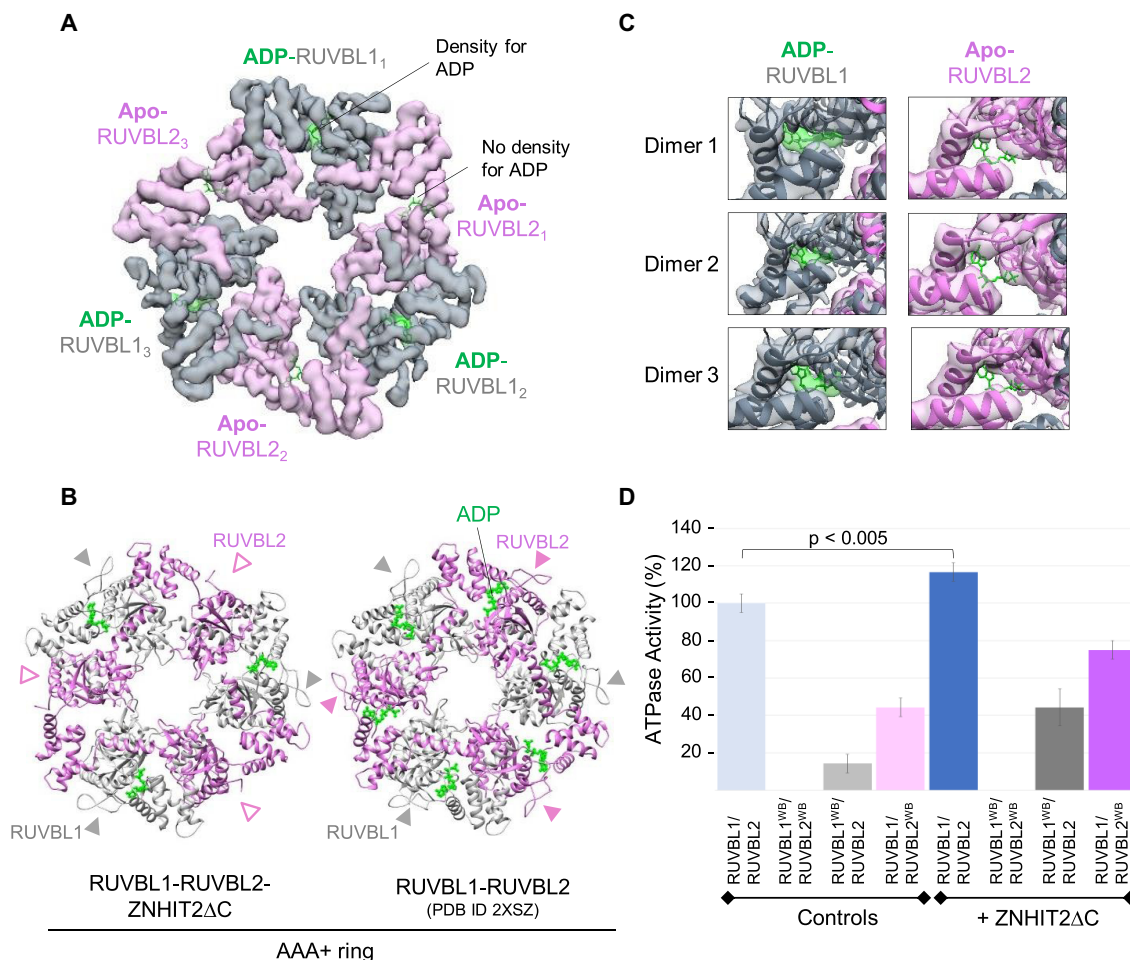 A
ADP-RUVBL1₁
Density for
ADP
Apo-
RUVBL2₃
No density
for ADP
Apo-
RUVBL2₁
ADP-
RUVBL1₃
ADP-
RUVBL1₂
Apo-
RUVBL2₂
B
RUVBL2
ADP
RUVBL2
RUVBL1
RUVBL1
RUVBL1-RUVBL2-
ZNHIT2ΔC
RUVBL1-RUVBL2
(PDB ID 2XSZ)
AAA+ ring
C
ADP-
RUVBL1
Apo-
RUVBL2
Dimer 1
Dimer 2
Dimer 3
D
ATPase Activity (%)
140
120
100
80
60
40
20
p < 0.005
RUVBL1/
RUVBL2
RUVBL1ᵂᴮ/
RUVBL2ᵂᴮ
RUVBL1ᵂᴮ/
RUVBL2
RUVBL1/
RUVBL2ᵂᴮ
RUVBL1/
RUVBL2
RUVBL1ᵂᴮ/
RUVBL2ᵂᴮ
RUVBL1ᵂᴮ/
RUVBL2
RUVBL1/
RUVBL2ᵂᴮ
Controls
+ ZNHIT2ΔC